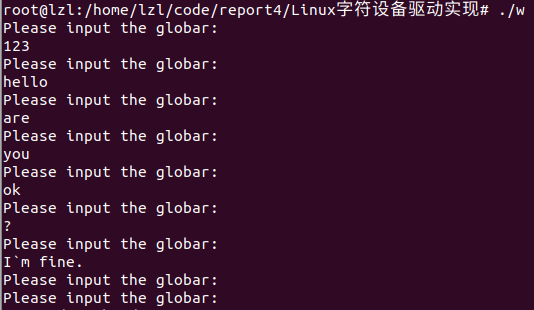 root@lzl:/home/lzl/code/report4/Linux字符设备驱动实现# ./w
Please input the globar:
123
Please input the globar:
hello
Please input the globar:
are
Please input the globar:
you
Please input the globar:
ok
Please input the globar:
?
Please input the globar:
I`m fine.
Please input the globar:
Please input the globar: